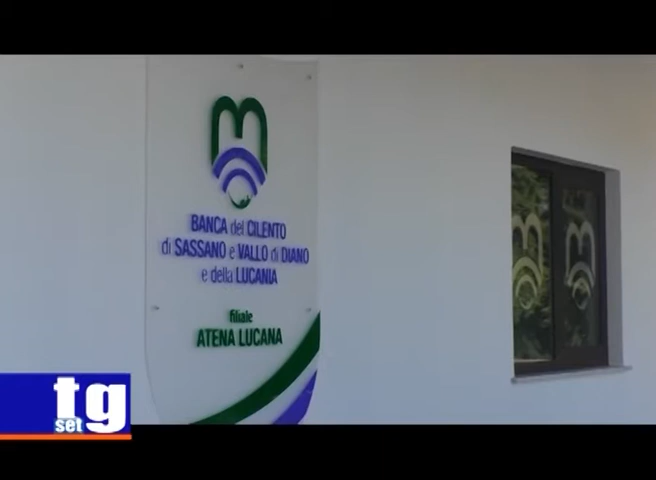 BANCA del CILENTO
di SASSANO e VALLO di DIANO
e della LUCANIA
filiale
ATENA LUCANA
tg
set